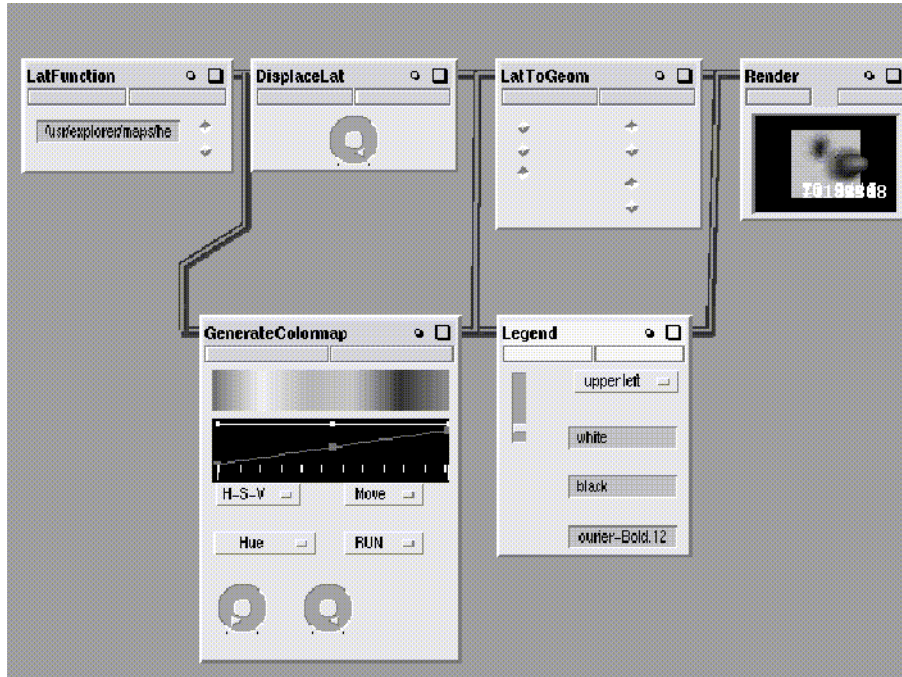 LatFunction
/usr/explorer/maps/he
DisplaceLat
LatToGeom
Render
GenerateColormap
H-S-V
Move
Hue
RUN
Legend
upper left
white
black
ourier-Bold.12